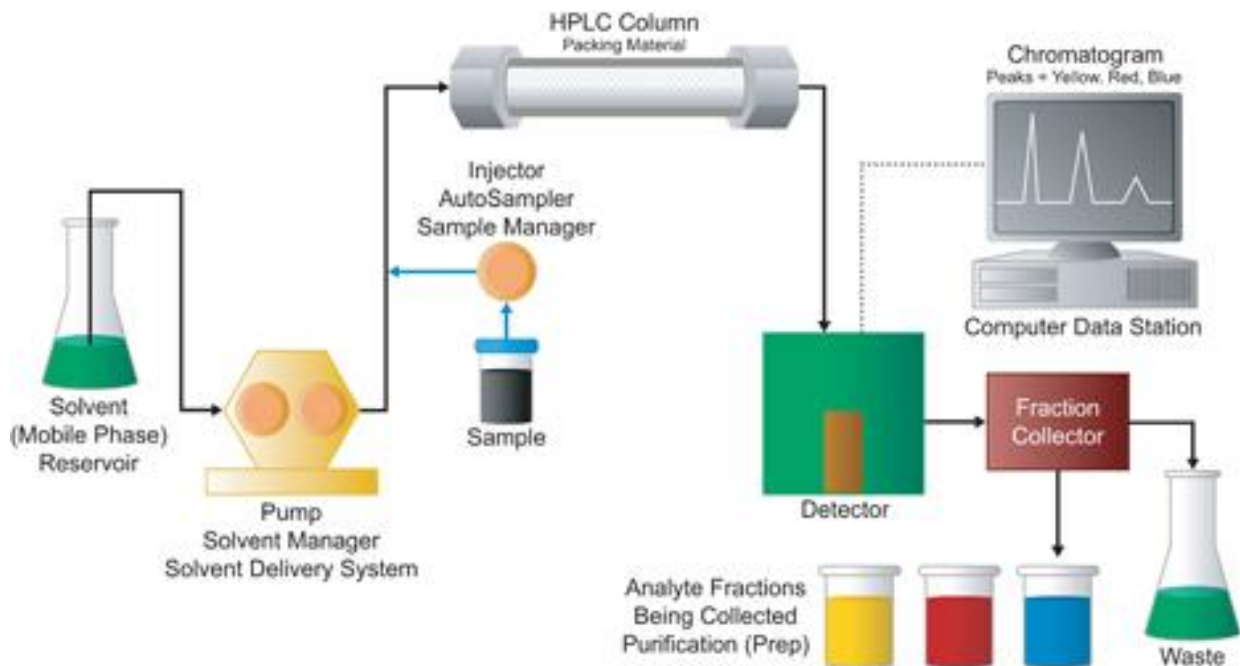 HPLC Column
Packing Material
Chromatogram
Peaks = Yellow, Red, Blue
Injector
AutoSampler
Sample Manager
Computer Data Station
Solvent
(Mobile Phase)
Reservoir
Sample
Fraction
Collector
Pump
Solvent Manager
Solvent Delivery System
Detector
Analyte Fractions
Being Collected
Purification (Prep)
Waste